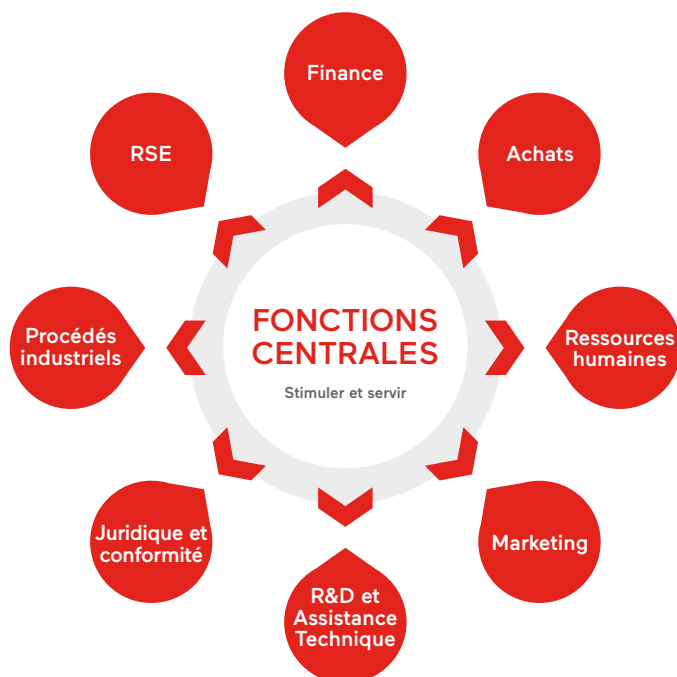 Finance
RSE
Achats
FONCTIONS
CENTRALES
Stimuler et servir
Procédés
industriels
Ressources
humaines
Juridique et
conformité
Marketing
R&D et
Assistance
Technique